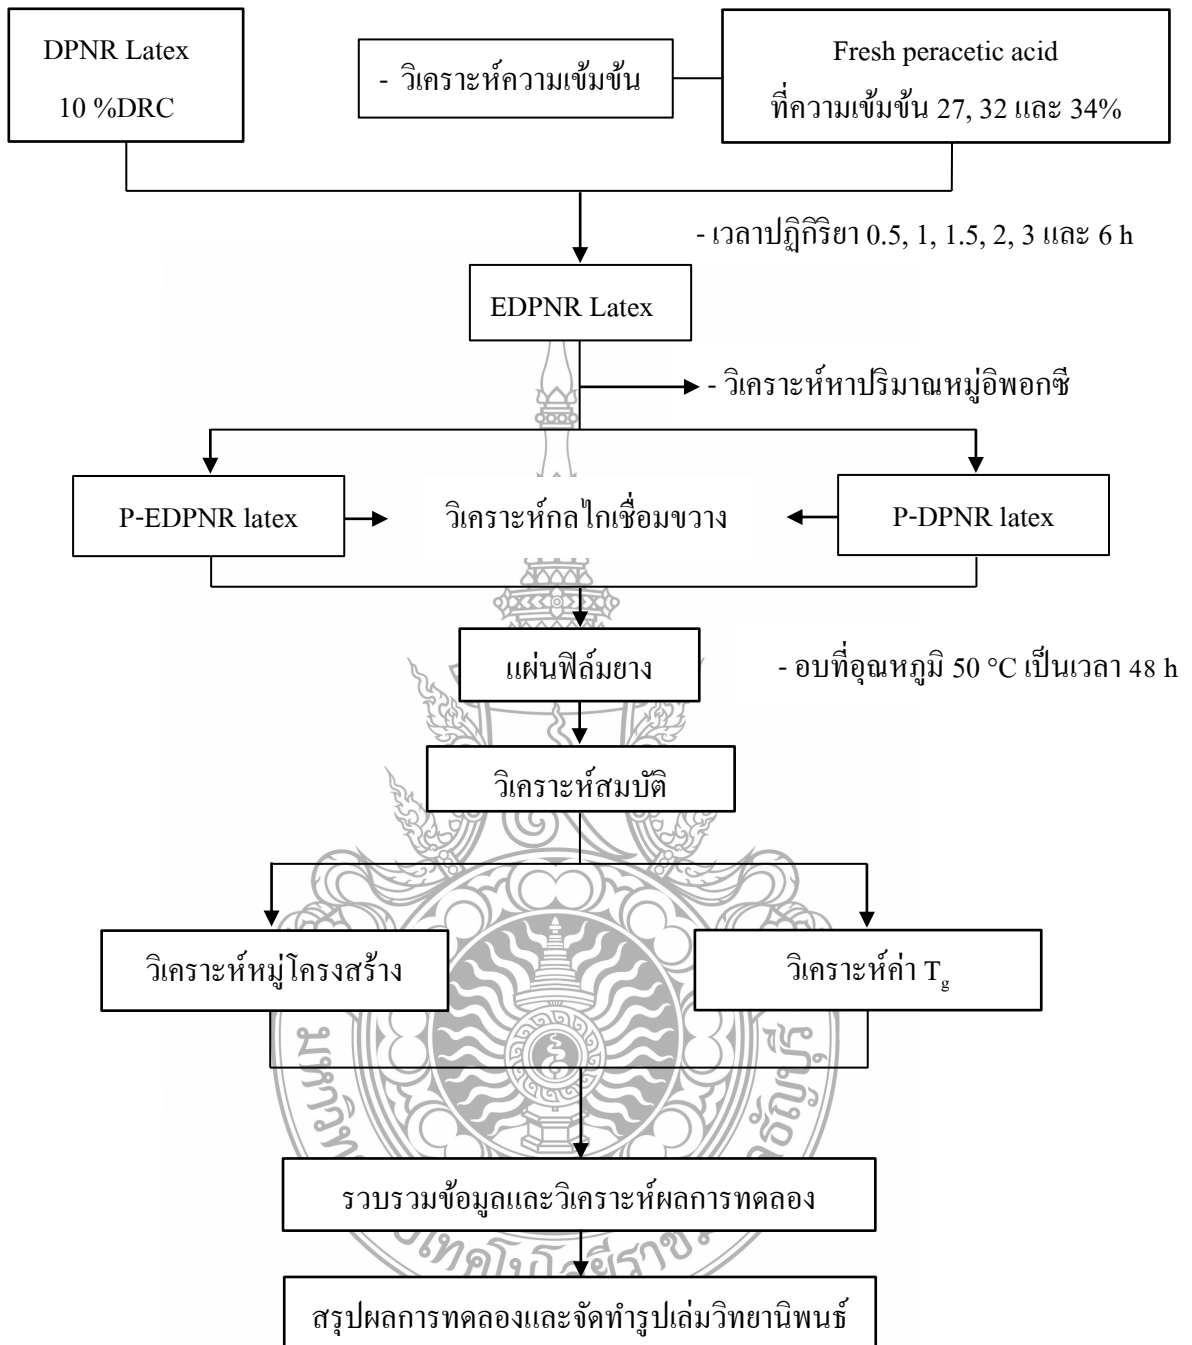 DPNR Latex
10 %DRC
- วิเคราะห์ความเข้มข้น
Fresh peracetic acid
ที่ความเข้มข้น 27, 32 และ 34%
- เวลาปฏิกิริยา 0.5, 1, 1.5, 2, 3 และ 6 h
EDPNR Latex
- วิเคราะห์หาปริมาณหมู่อิพอกซี
P-EDPNR latex
วิเคราะห์กลไกเชื่อมขวาง
P-DPNR latex
แผ่นฟิล์มยาง
- อบที่อุณหภูมิ 50 °C เป็นเวลา 48 h
วิเคราะห์สมบัติ
วิเคราะห์หมู่โครงสร้าง
วิเคราะห์ค่า Tg
รวบรวมข้อมูลและวิเคราะห์ผลการทดลอง
สรุปผลการทดลองและจัดทำรูปเล่มวิทยานิพนธ์